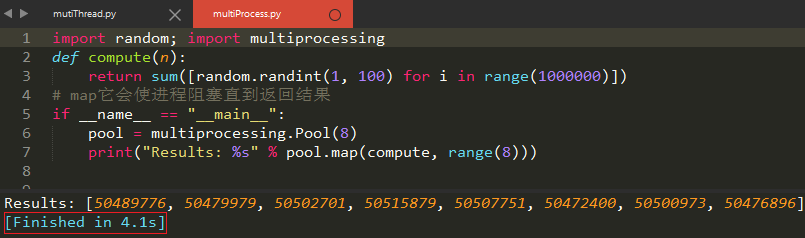 mutiThread.py multiProcess.py
1 import random; import multiprocessing
2 def compute(n):
3 return sum([random.randint(1, 100) for i in range(1000000)])
4 # map它会使进程阻塞直到返回结果
5 if __name__ == "__main__":
6 pool = multiprocessing.Pool(8)
7 print("Results: %s" % pool.map(compute, range(8)))
8
Results: [50489776, 50479979, 50502701, 50515879, 50507751, 50472400, 50500973, 50476896]
[Finished in 4.1s]